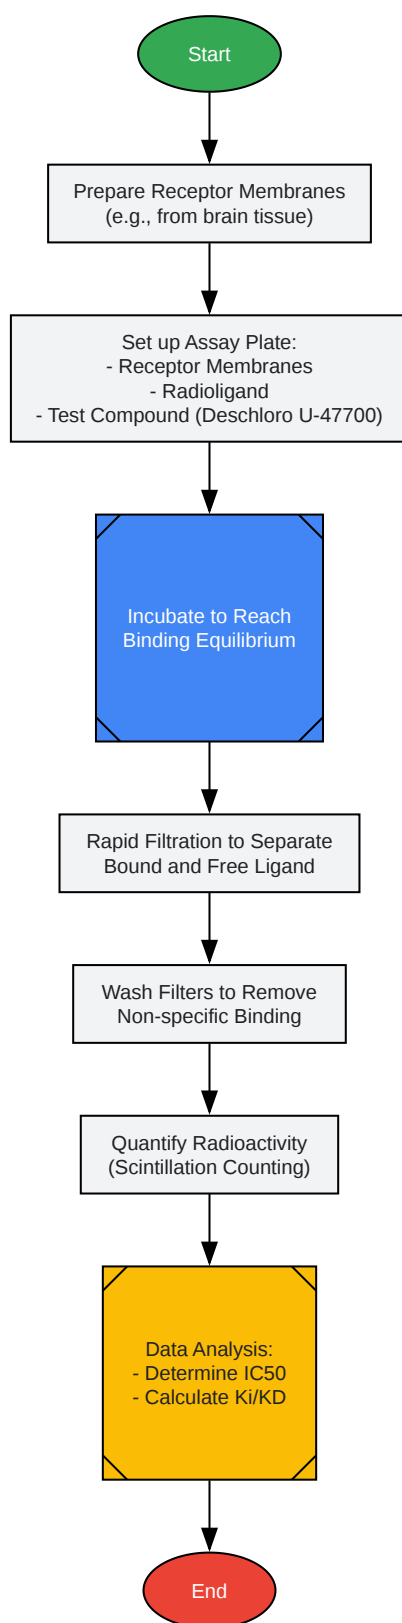 Start
Prepare Receptor Membranes
(e.g., from brain tissue)
Set up Assay Plate:
- Receptor Membranes
- Radioligand
- Test Compound (Deschloro U-47700)
Incubate to Reach
Binding Equilibrium
Rapid Filtration to Separate
Bound and Free Ligand
Wash Filters to Remove
Non-specific Binding
Quantify Radioactivity
(Scintillation Counting)
Data Analysis:
- Determine IC50
- Calculate Ki/KD
End